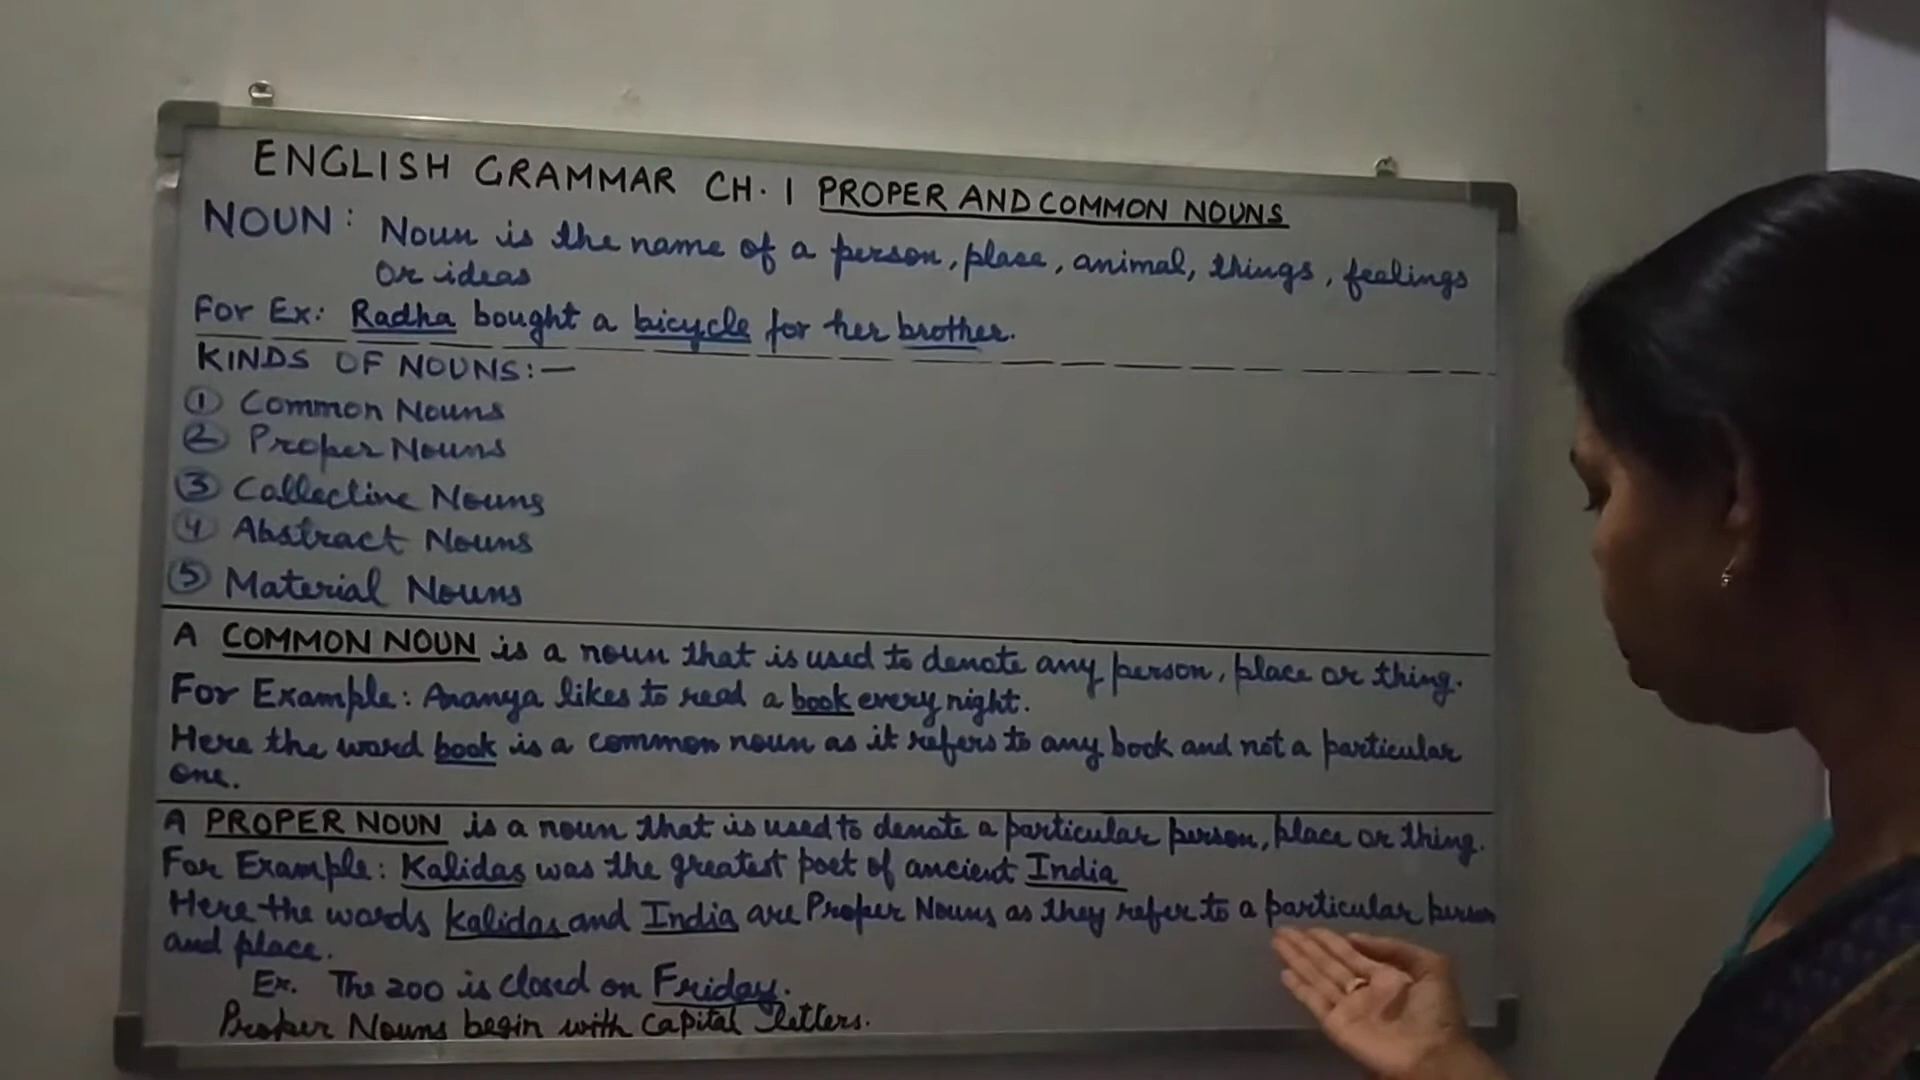 ENGLISH GRAMMAR CH. 1 PROPER AND COMMON NOUNS
NOUN: Noun is the name of a person, place, animal, things, feelings
or ideas
For Ex: Radha bought a bicycle for her brother.
KINDS OF NOUNS:—
① Common Nouns
② Proper Nouns
③ Collective Nouns
④ Abstract Nouns
⑤ Material Nouns
A COMMON NOUN is a noun that is used to denote any person, place or thing.
For Example: Ananya likes to read a book every night.
Here the word book is a common noun as it refers to any book and not a particular
one.
A PROPER NOUN is a noun that is used to denote a particular person, place or thing.
For Example: Kalidas was the greatest poet of ancient India
Here the words Kalidas and India are Proper Nouns as they refer to a particular person
and place.
Ex. The zoo is closed on Friday.
Proper Nouns begin with capital letters.